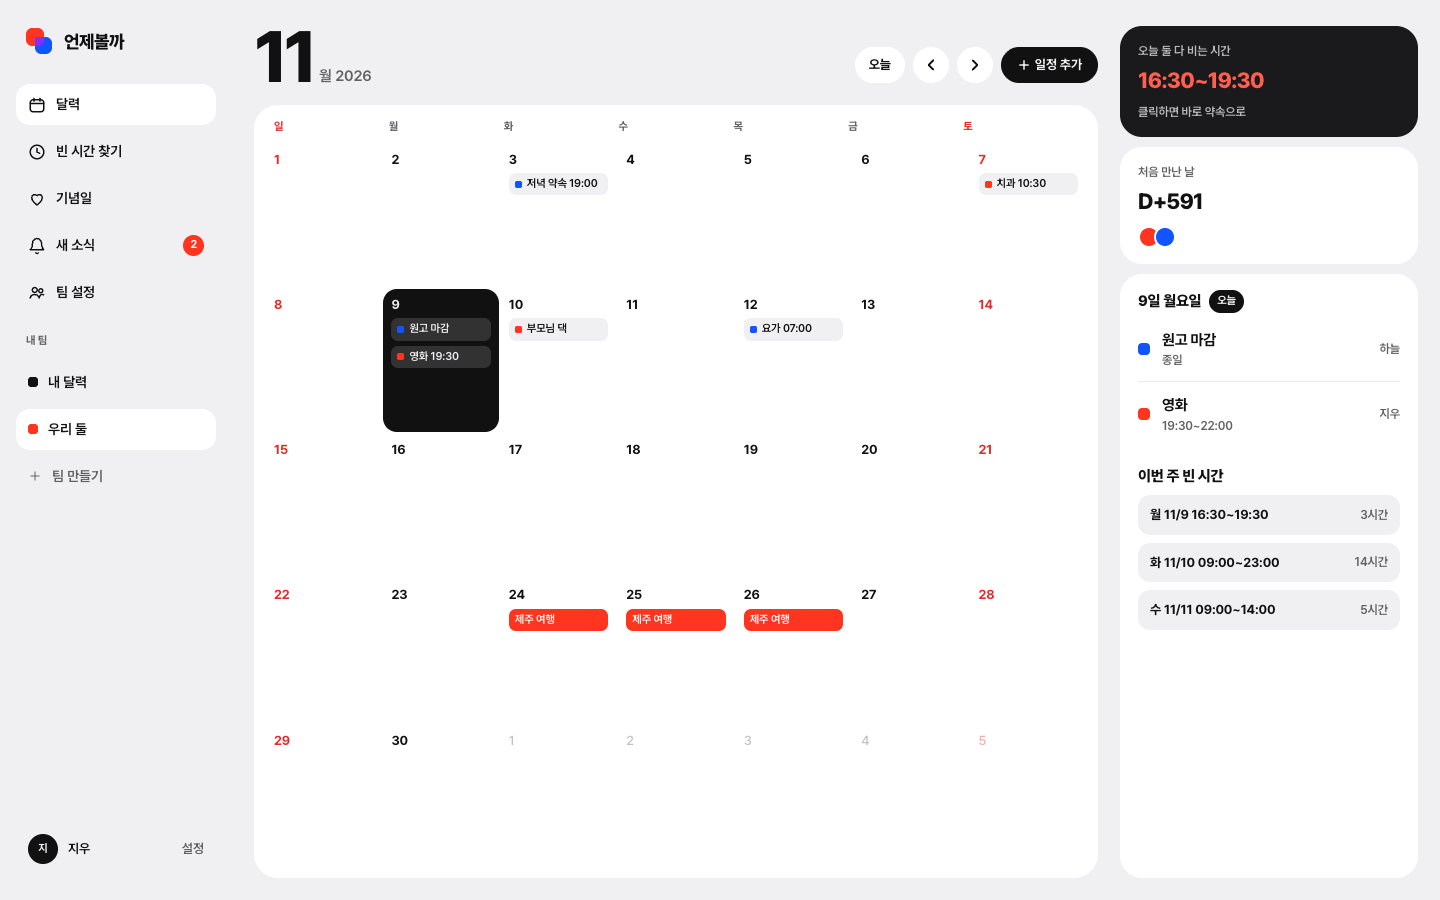 언제볼까
달력
빈 시간 찾기
기념일
새 소식 2
팀 설정
내 팀
내 달력
우리 둘
팀 만들기
지 지우 설정
11 월 2026
오늘
일정 추가
일 월 화 수 목 금 토
1 2 3 4 5 6 7
저녁 약속 19:00 치과 10:30
8 9 10 11 12 13 14
원고 마감 부모님 댁 요가 07:00
영화 19:30
15 16 17 18 19 20 21
22 23 24 25 26 27 28
제주 여행 제주 여행 제주 여행
29 30 1 2 3 4 5
오늘 둘 다 비는 시간
16:30~19:30
클릭하면 바로 약속으로
처음 만난 날
D+591
9일 월요일 오늘
원고 마감 하늘
종일
영화 지우
19:30~22:00
이번 주 빈 시간
월 11/9 16:30~19:30 3시간
화 11/10 09:00~23:00 14시간
수 11/11 09:00~14:00 5시간